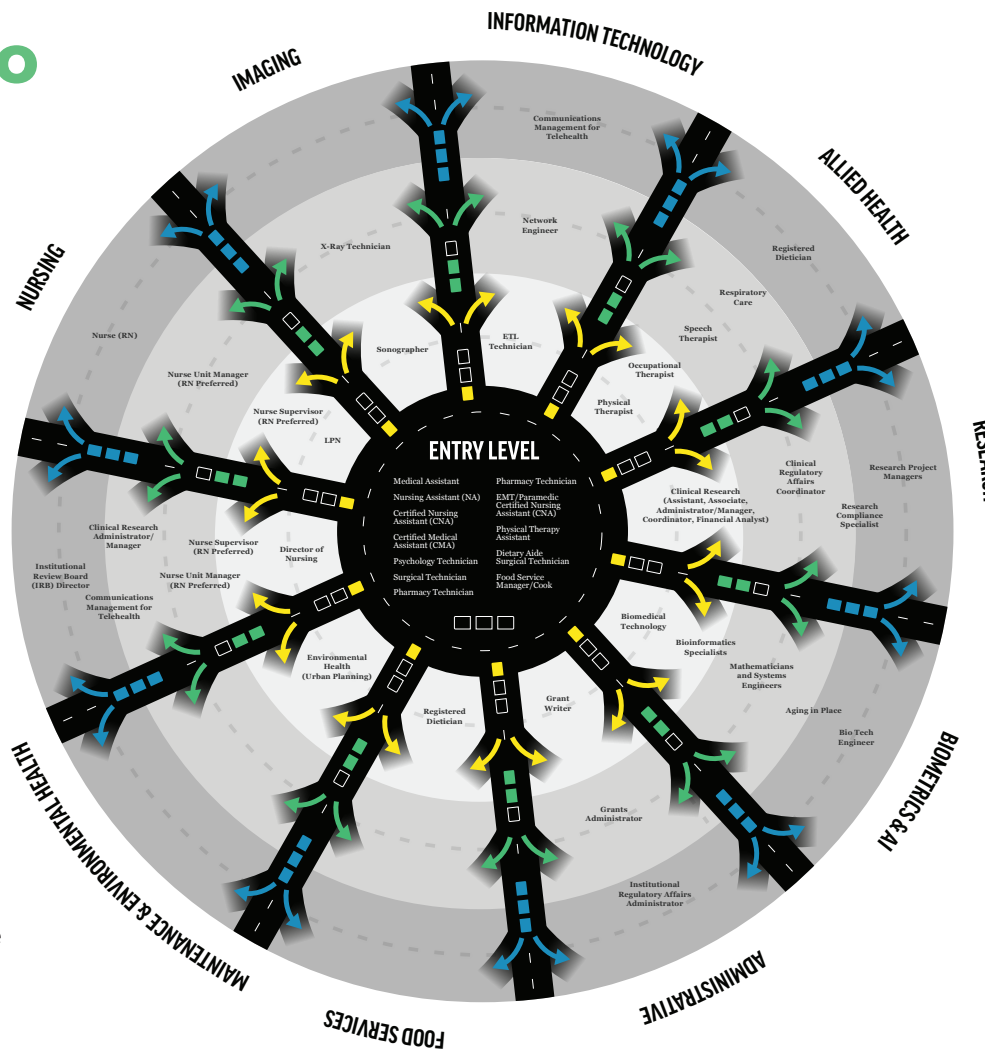 o
INFORMATION TECHNOLOGY
IMAGING
ALLIED HEALTH
NURSING
BIOMETRICS & AI
ADMINISTRATIVE
FOOD SERVICES
MAINTENANCE & ENVIRONMENTAL HEALTH
Communications
Management for
Telehealth
Network
Engineer
ETL
Technician
X-Ray Technician
Sonographer
Registered
Dietician
Respiratory
Care
Speech
Therapist
Occupational
Therapist
Physical
Therapist
Nurse (RN)
Nurse Unit Manager
(RN Preferred)
Nurse Supervisor
(RN Preferred)
LPN
ENTRY LEVEL
Medical Assistant
Nursing Assistant (NA)
Certified Nursing
Assistant (CNA)
Certified Medical
Assistant (CMA)
Psychology Technician
Surgical Technician
Pharmacy Technician
Pharmacy Technician
EMT/Paramedic
Certified Nursing
Assistant (CNA)
Physical Therapy
Assistant
Dietary Aide
Surgical Technician
Food Service
Manager/Cook
Clinical Research
(Assistant, Associate,
Administrator/Manager,
Coordinator, Financial Analyst)
Clinical
Regulatory
Affairs
Coordinator
Research Project
Managers
Research
Compliance
Specialist
Clinical Research
Administrator/
Manager
Nurse Supervisor
(RN Preferred)
Director of
Nursing
Institutional
Review Board
(IRB) Director
Nurse Unit Manager
(RN Preferred)
Communications
Management for
Telehealth
Biomedical
Technology
Bioinformatics
Specialists
Mathematicians
and Systems
Engineers
Aging in Place
Bio Tech
Engineer
Environmental
Health
(Urban Planning)
Registered
Dietician
Grant
Writer
Grants
Administrator
Institutional
Regulatory Affairs
Administrator